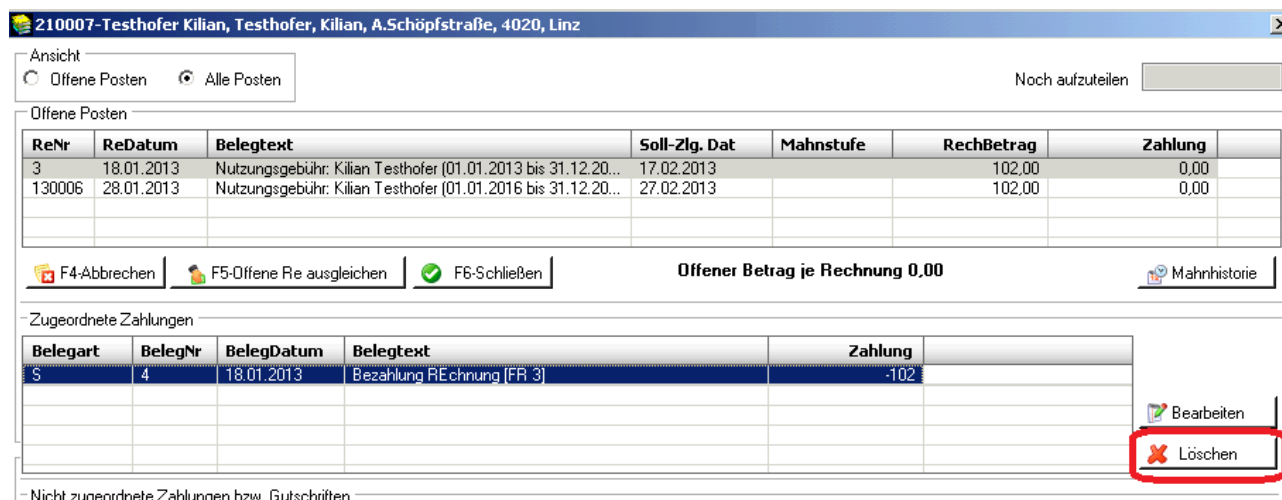 210007-Testhofer Kilian, Testhofer, Kilian, A.Schöpfstraße, 4020, Linz
Ansicht
Offene Posten Alle Posten
Noch aufzuteilen
Offene Posten
ReNr ReDatum Belegtext Soll-Zlg. Dat Mahnstufe RechBetrag Zahlung
3 18.01.2013 Nutzungsgebühr: Kilian Testhofer (01.01.2013 bis 31.12.20... 17.02.2013 102,00 0,00
130006 28.01.2013 Nutzungsgebühr: Kilian Testhofer (01.01.2016 bis 31.12.20... 27.02.2013 102,00 0,00
F4-Abbrechen F5-Offene Re ausgleichen F6-Schließen Offener Betrag je Rechnung 0,00 Mahnhistorie
Zugeordnete Zahlungen
Belegart BelegNr BelegDatum Belegtext Zahlung
S 4 18.01.2013 Bezahlung REchnung [FR 3] -102
Bearbeiten
Löschen
Nicht zugeordnete Zahlungen bzw. Gutschriften